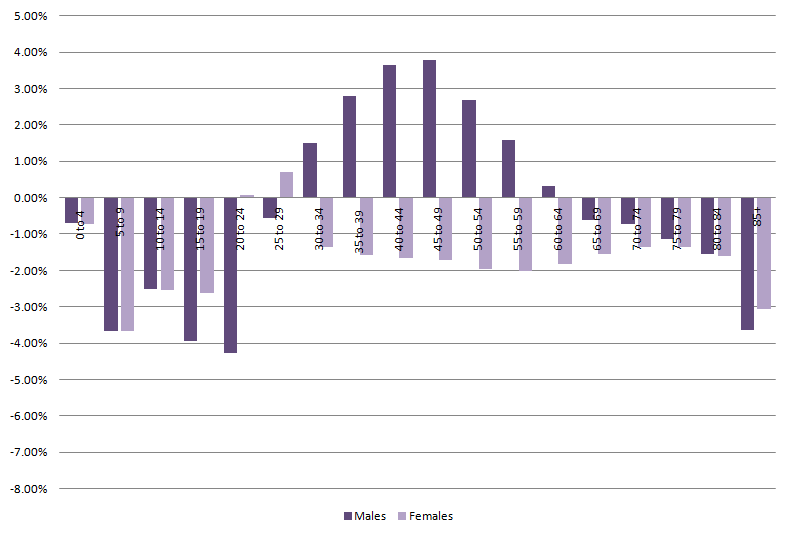 5.00%
4.00%
3.00%
2.00%
1.00%
0.00%
-1.00%
-2.00%
-3.00%
-4.00%
-5.00%
-6.00%
-7.00%
-8.00%
0 to 4
5 to 9
10 to 14
15 to 19
20 to 24
25 to 29
30 to 34
35 to 39
40 to 44
45 to 49
50 to 54
55 to 59
60 to 64
65 to 69
70 to 74
75 to 79
80 to 84
85+
Males Females